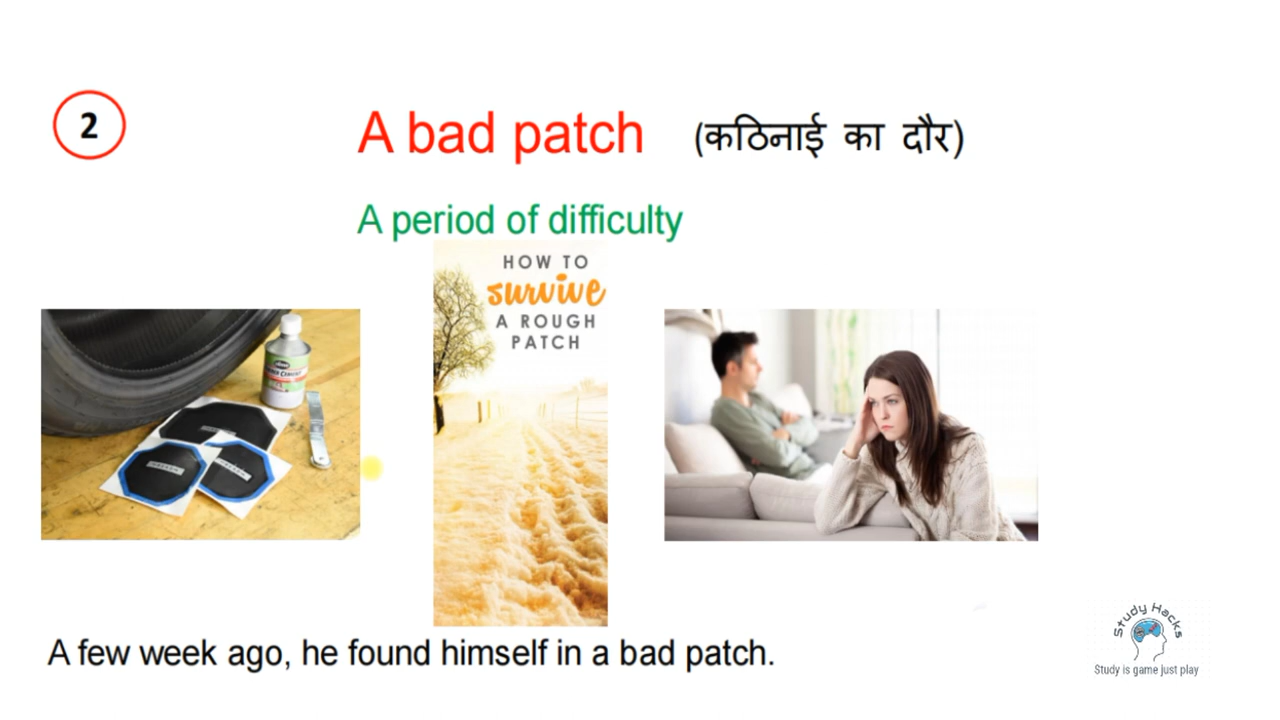 2
A bad patch (कठिनाई का दौर)
A period of difficulty
HOW TO
survive
A ROUGH
PATCH
A few week ago, he found himself in a bad patch.
Study Hacks
Study is game just play